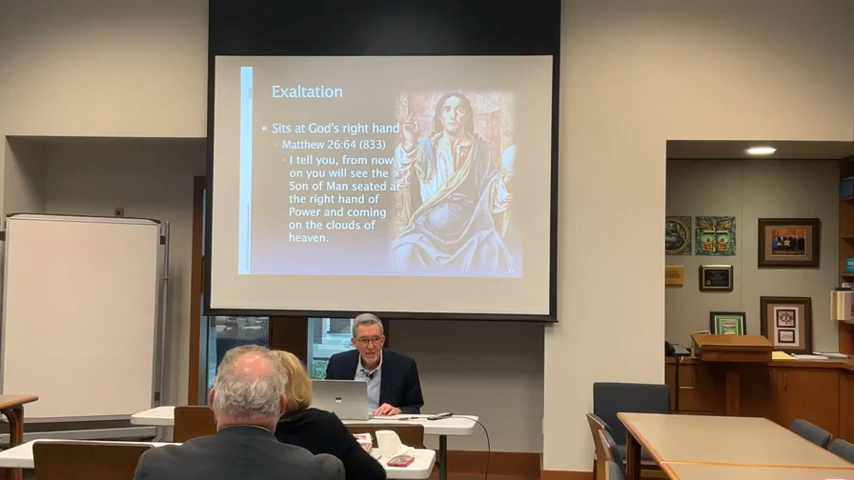 Exaltation
• Sits at God's right hand
◦ Matthew 26:64 (833)
◦ I tell you, from now
on you will see the
Son of Man seated at
the right hand of
Power and coming
on the clouds of
heaven.